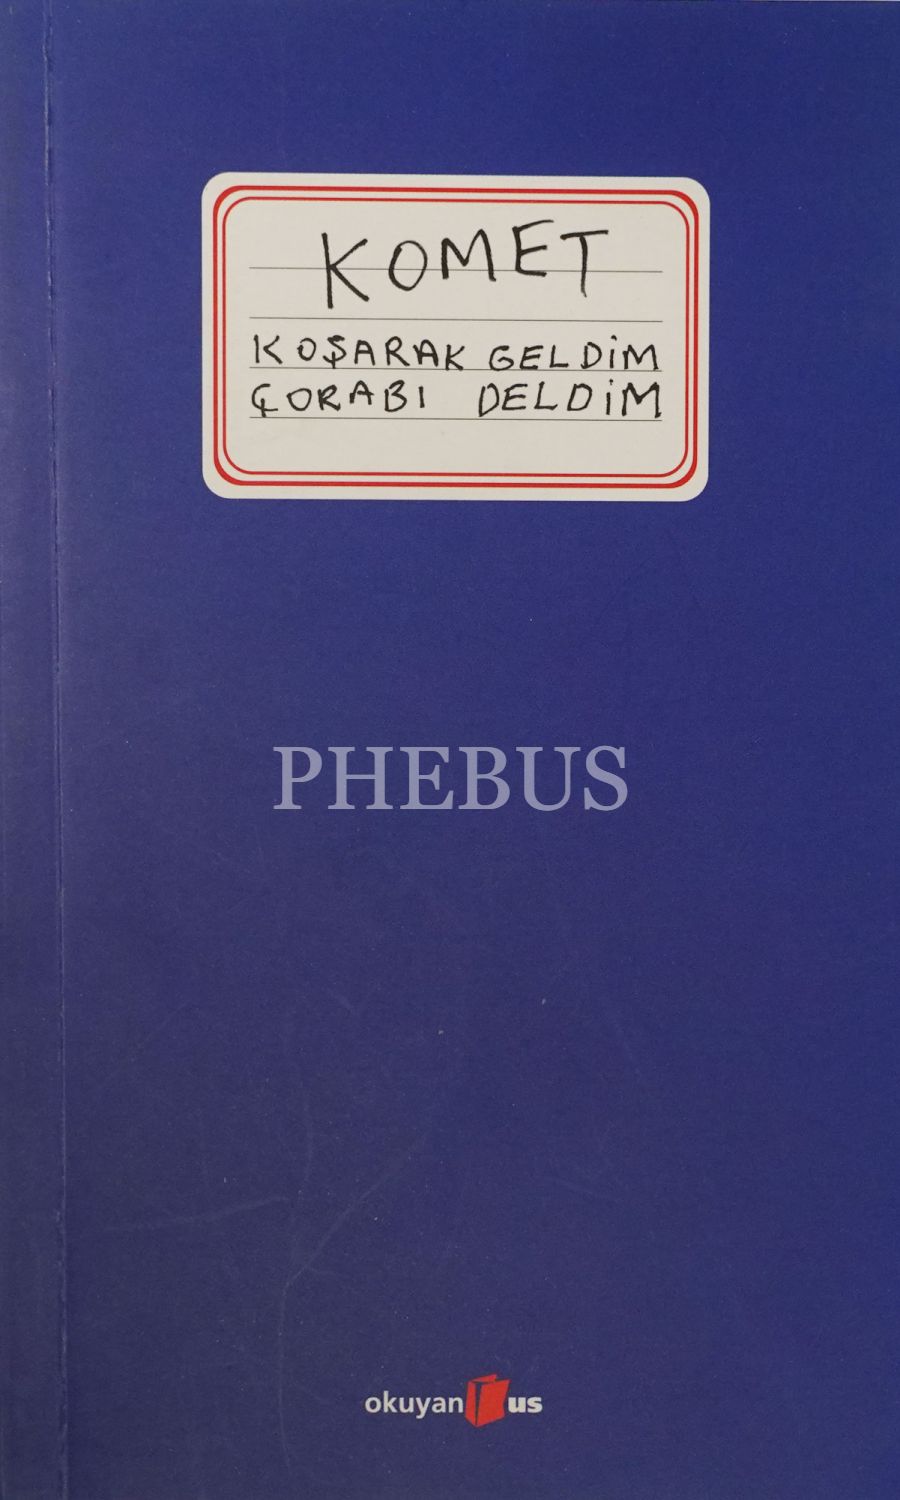 KOMET
KOŞARAK GELDİM
ÇORABI DELDİM
PHEBUS
okuyan us